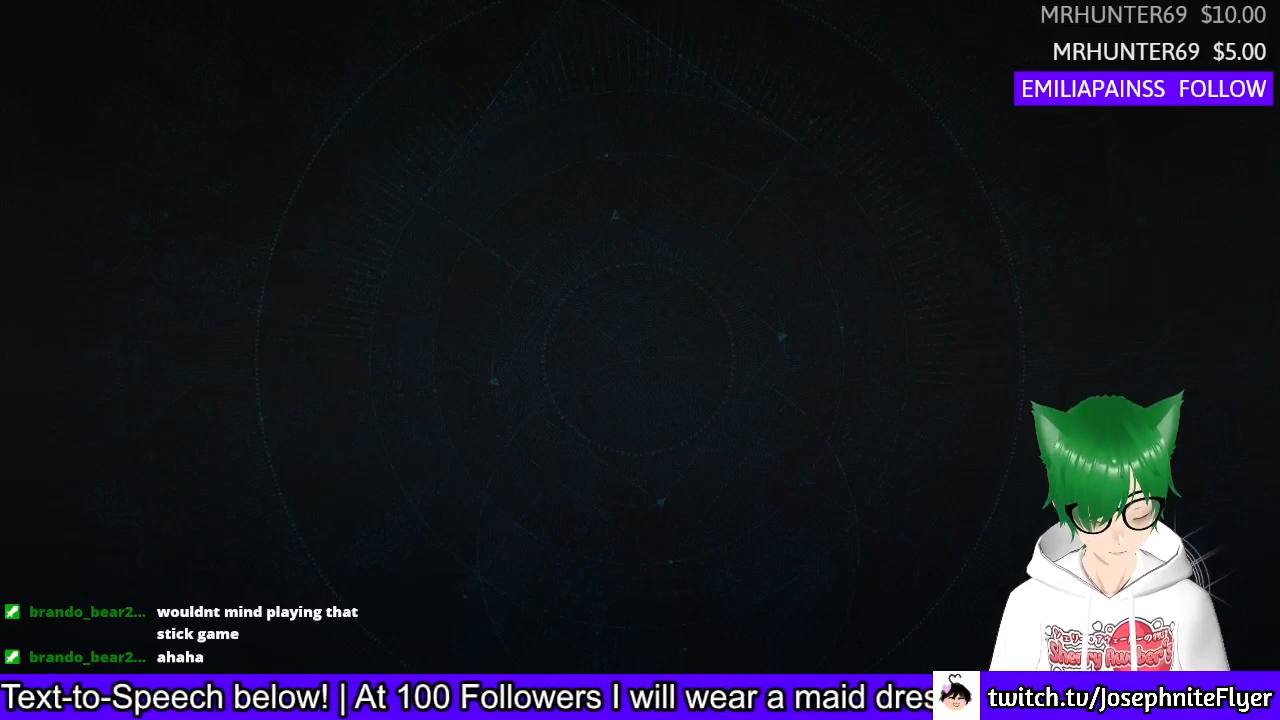 MRHUNTER69 $10.00
MRHUNTER69 $5.00
EMILIAPAINSS FOLLOW
brando_bear2... wouldnt mind playing that
stick game
brando_bear2... ahaha
Text-to-Speech below! | At 100 Followers I will wear a maid dres
twitch.tv/JosephniteFlyer